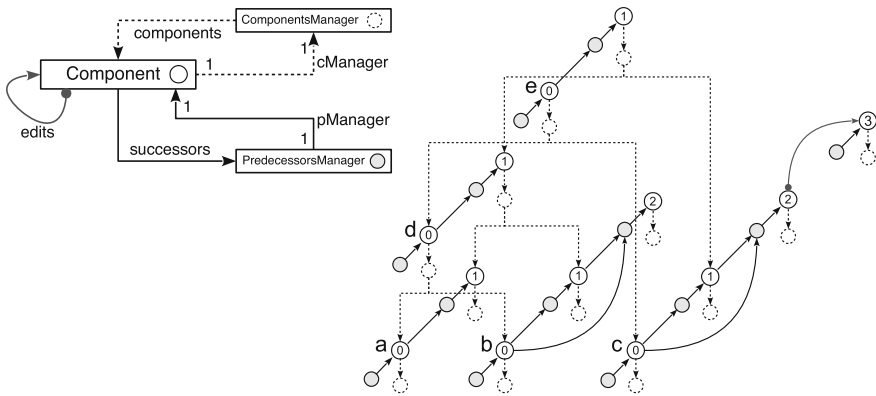 ComponentsManager
components
1
cManager
Component
1
1
pManager
edits
1
successors
PredecessorsManager
1
e
0
3
1
2
2
d
0
1
1
1
a
0
b
0
c
0